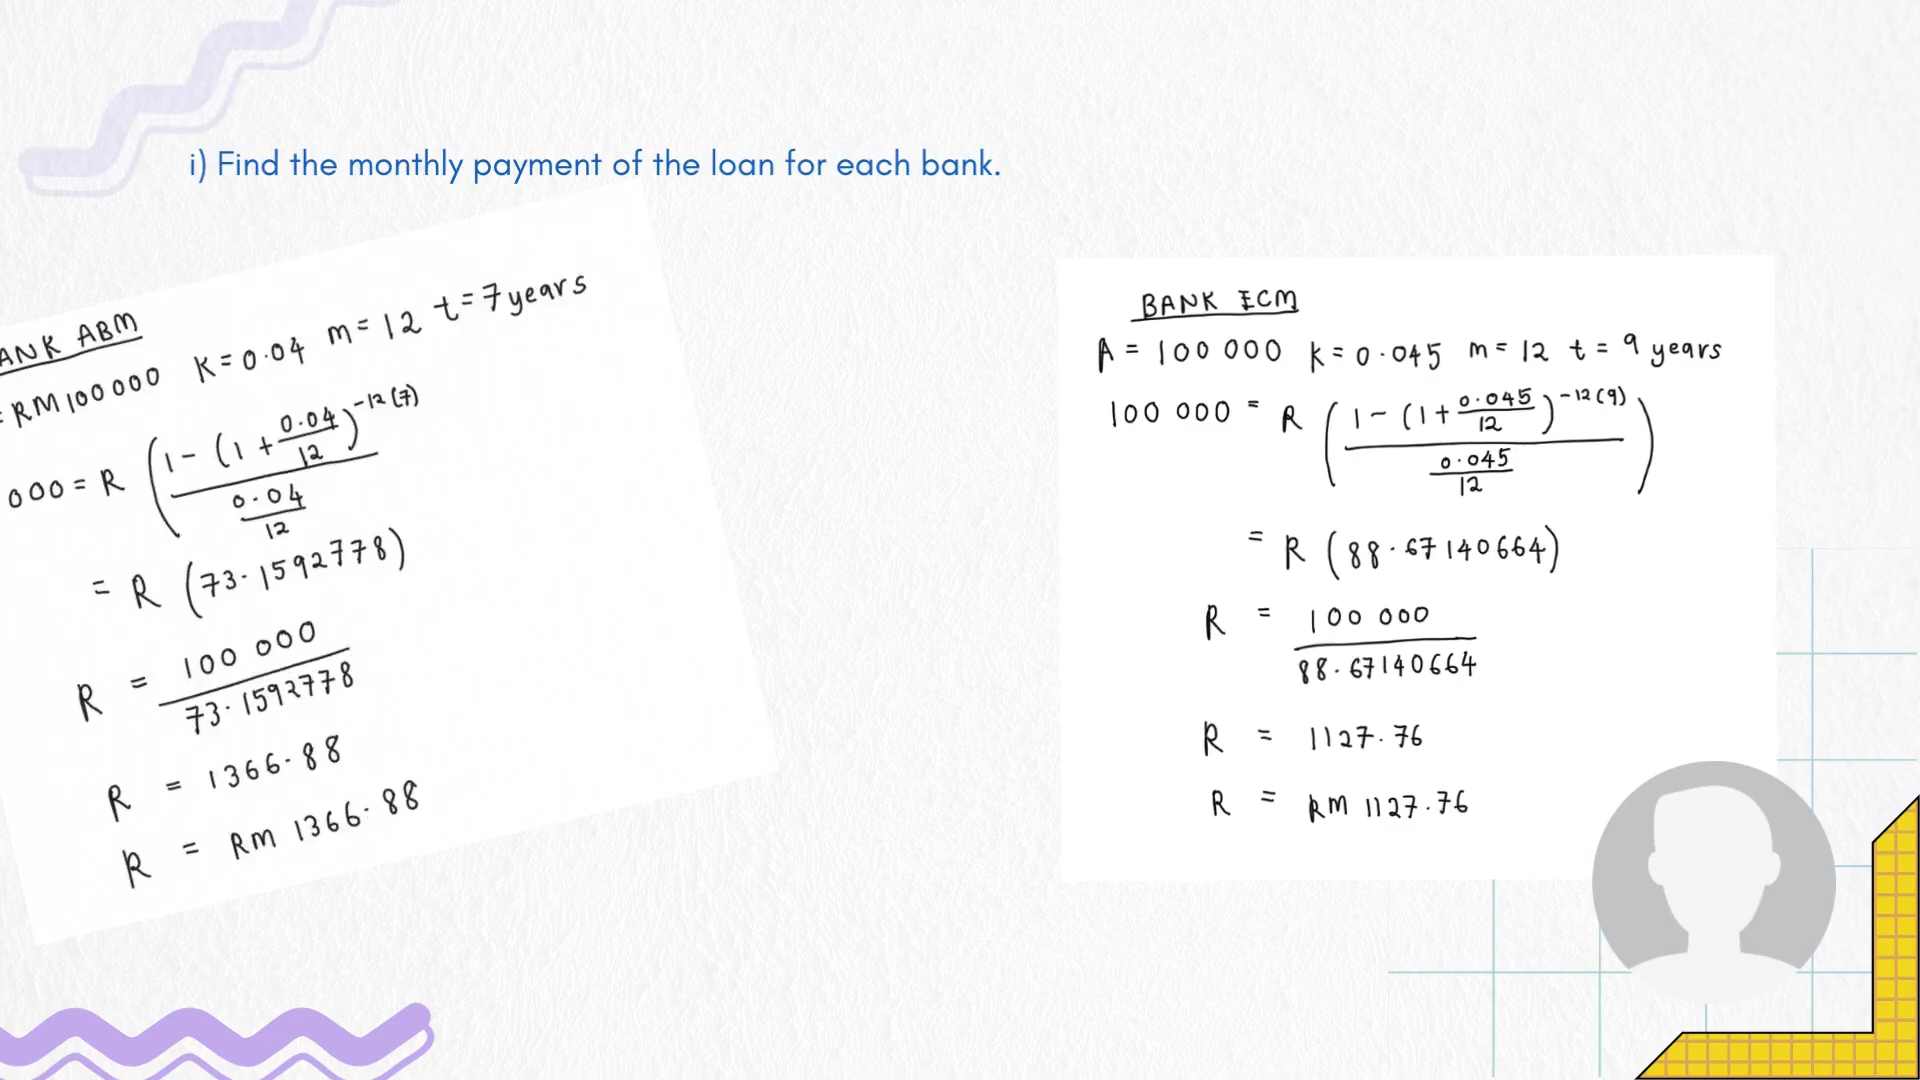 i) Find the monthly payment of the loan for each bank.
ANK ABM
= RM100000 K = 0.04 m = 12 t = 7 years
000 = R (1 - (1 + 0.04/12)^-12(7) / 0.04/12
= R (73.1592778)
R = 100 000 / 73.1592778
R = 1366.88
R = RM 1366.88
BANK ECM
A = 100 000 K = 0.045 m = 12 t = 9 years
100 000 = R (1 - (1 + 0.045/12)^-12(9) / 0.045/12)
= R (88.67140664)
R = 100 000 / 88.67140664
R = 1127.76
R = RM 1127.76